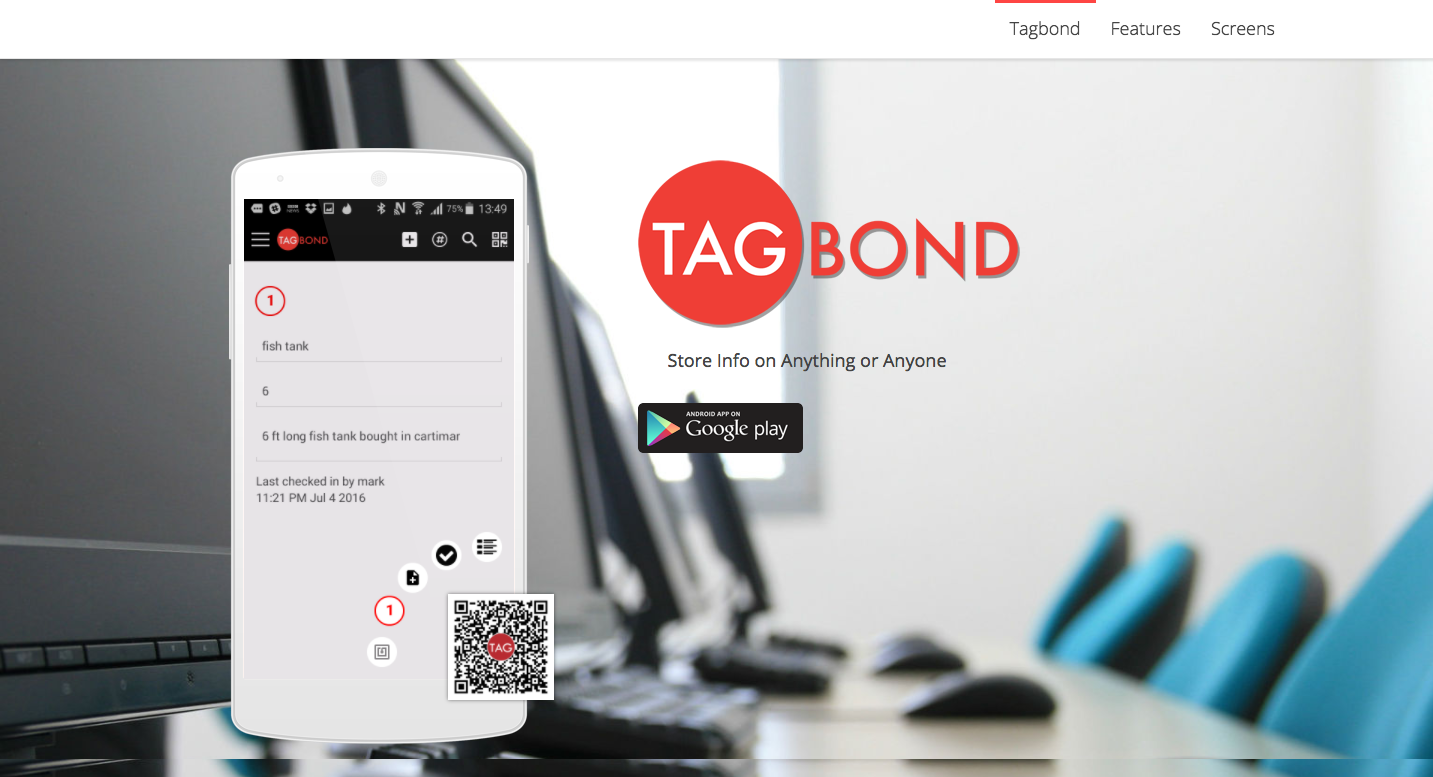 Tagbond Features Screens
75% 13:49
TAGBOND
1
fish tank
6
6 ft long fish tank bought in cartimar
Last checked in by mark
11:21 PM Jul 4 2016
1
TAG
TAGBOND
Store Info on Anything or Anyone
ANDROID APP ON
Google play